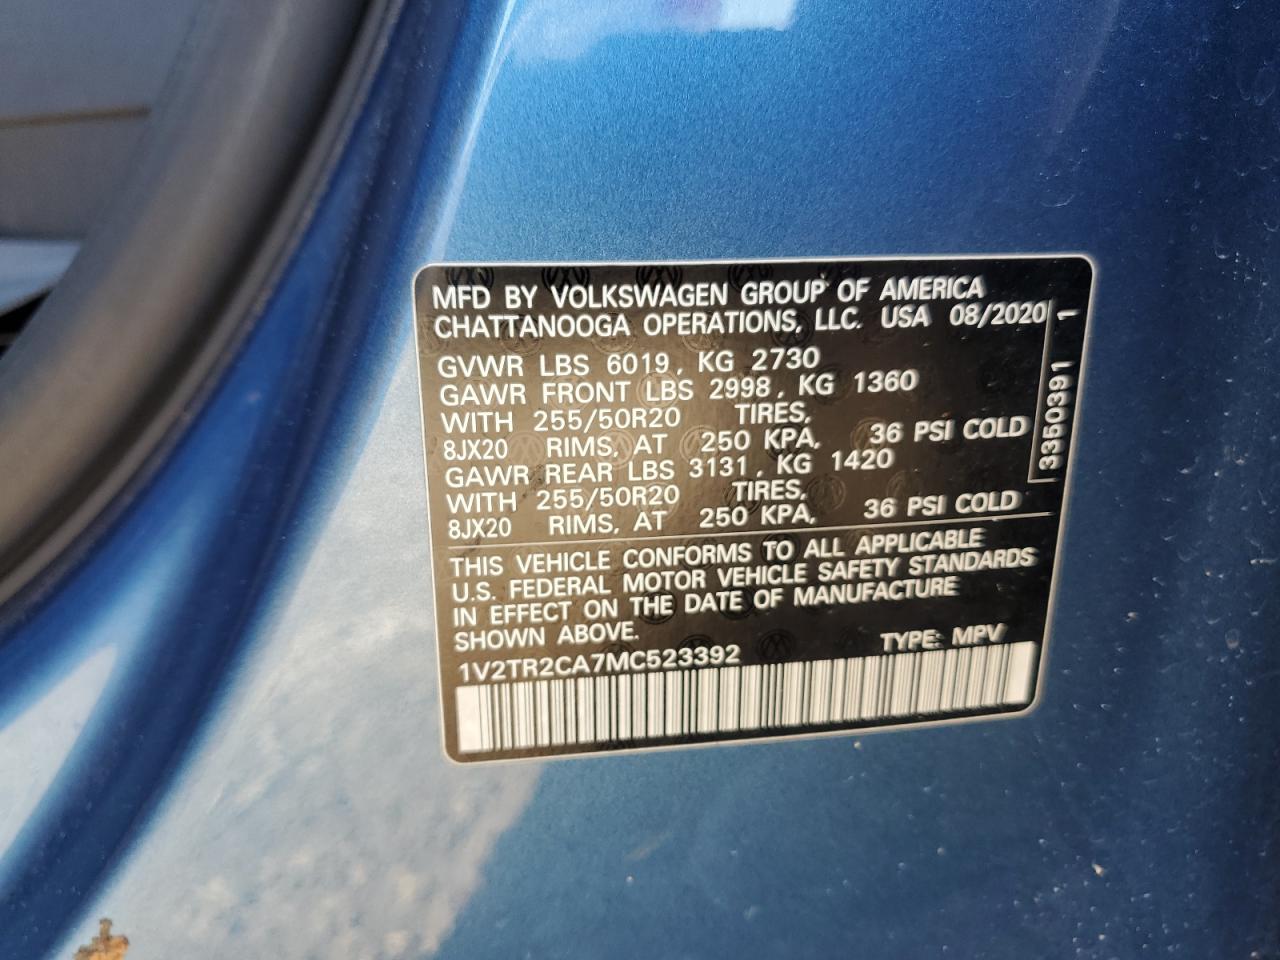 MFD BY VOLKSWAGEN GROUP OF AMERICA
CHATTANOOGA OPERATIONS, LLC. USA 08/2020
GVWR LBS 6019, KG 2730
GAWR FRONT LBS 2998, KG 1360
WITH 255/50R20 TIRES,
8JX20 RIMS, AT 250 KPA, 36 PSI COLD
GAWR REAR LBS 3131, KG 1420
WITH 255/50R20 TIRES,
8JX20 RIMS, AT 250 KPA, 36 PSI COLD
3350391 1
THIS VEHICLE CONFORMS TO ALL APPLICABLE
U.S. FEDERAL MOTOR VEHICLE SAFETY STANDARDS
IN EFFECT ON THE DATE OF MANUFACTURE
SHOWN ABOVE.
1V2TR2CA7MC523392 TYPE: MPV